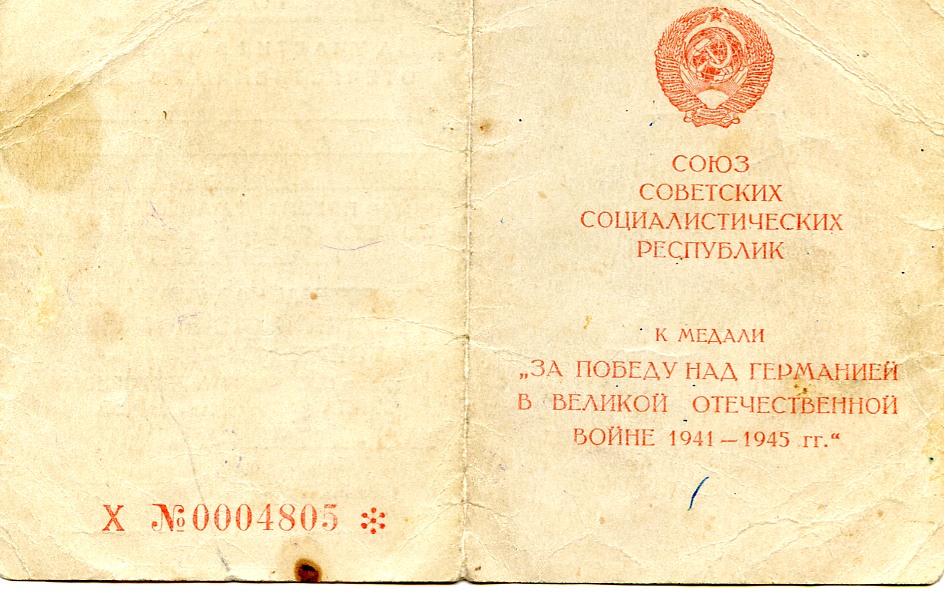 X №0004805
СОЮЗ
СОВЕТСКИХ
СОЦИАЛИСТИЧЕСКИХ
РЕСПУБЛИК
К МЕДАЛИ
„ЗА ПОБЕДУ НАД ГЕРМАНИЕЙ
В ВЕЛИКОЙ ОТЕЧЕСТВЕННОЙ
ВОЙНЕ 1941 — 1945 гг.“